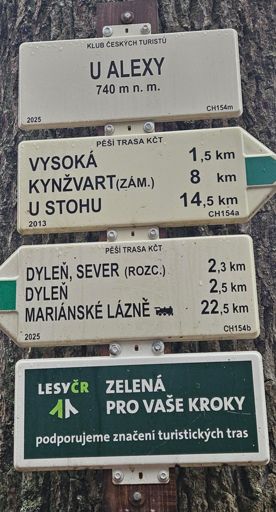 KLUB ČESKÝCH TURISTŮ
U ALEXY
740 m n. m.
2025 CH154m
PĚŠÍ TRASA KČT
VYSOKÁ 1,5 km
KYNŽVART(ZÁM.) 8 km
U STOHU 14,5 km
2013 CH154a
PĚŠÍ TRASA KČT
DYLEŇ, SEVER (ROZC.) 2,3 km
DYLEŇ 2,5 km
MARIÁNSKÉ LÁZNĚ 22,5 km
2025 CH154b
LESY ČR ZELENÁ
PRO VAŠE KROKY
podporujeme značení turistických tras